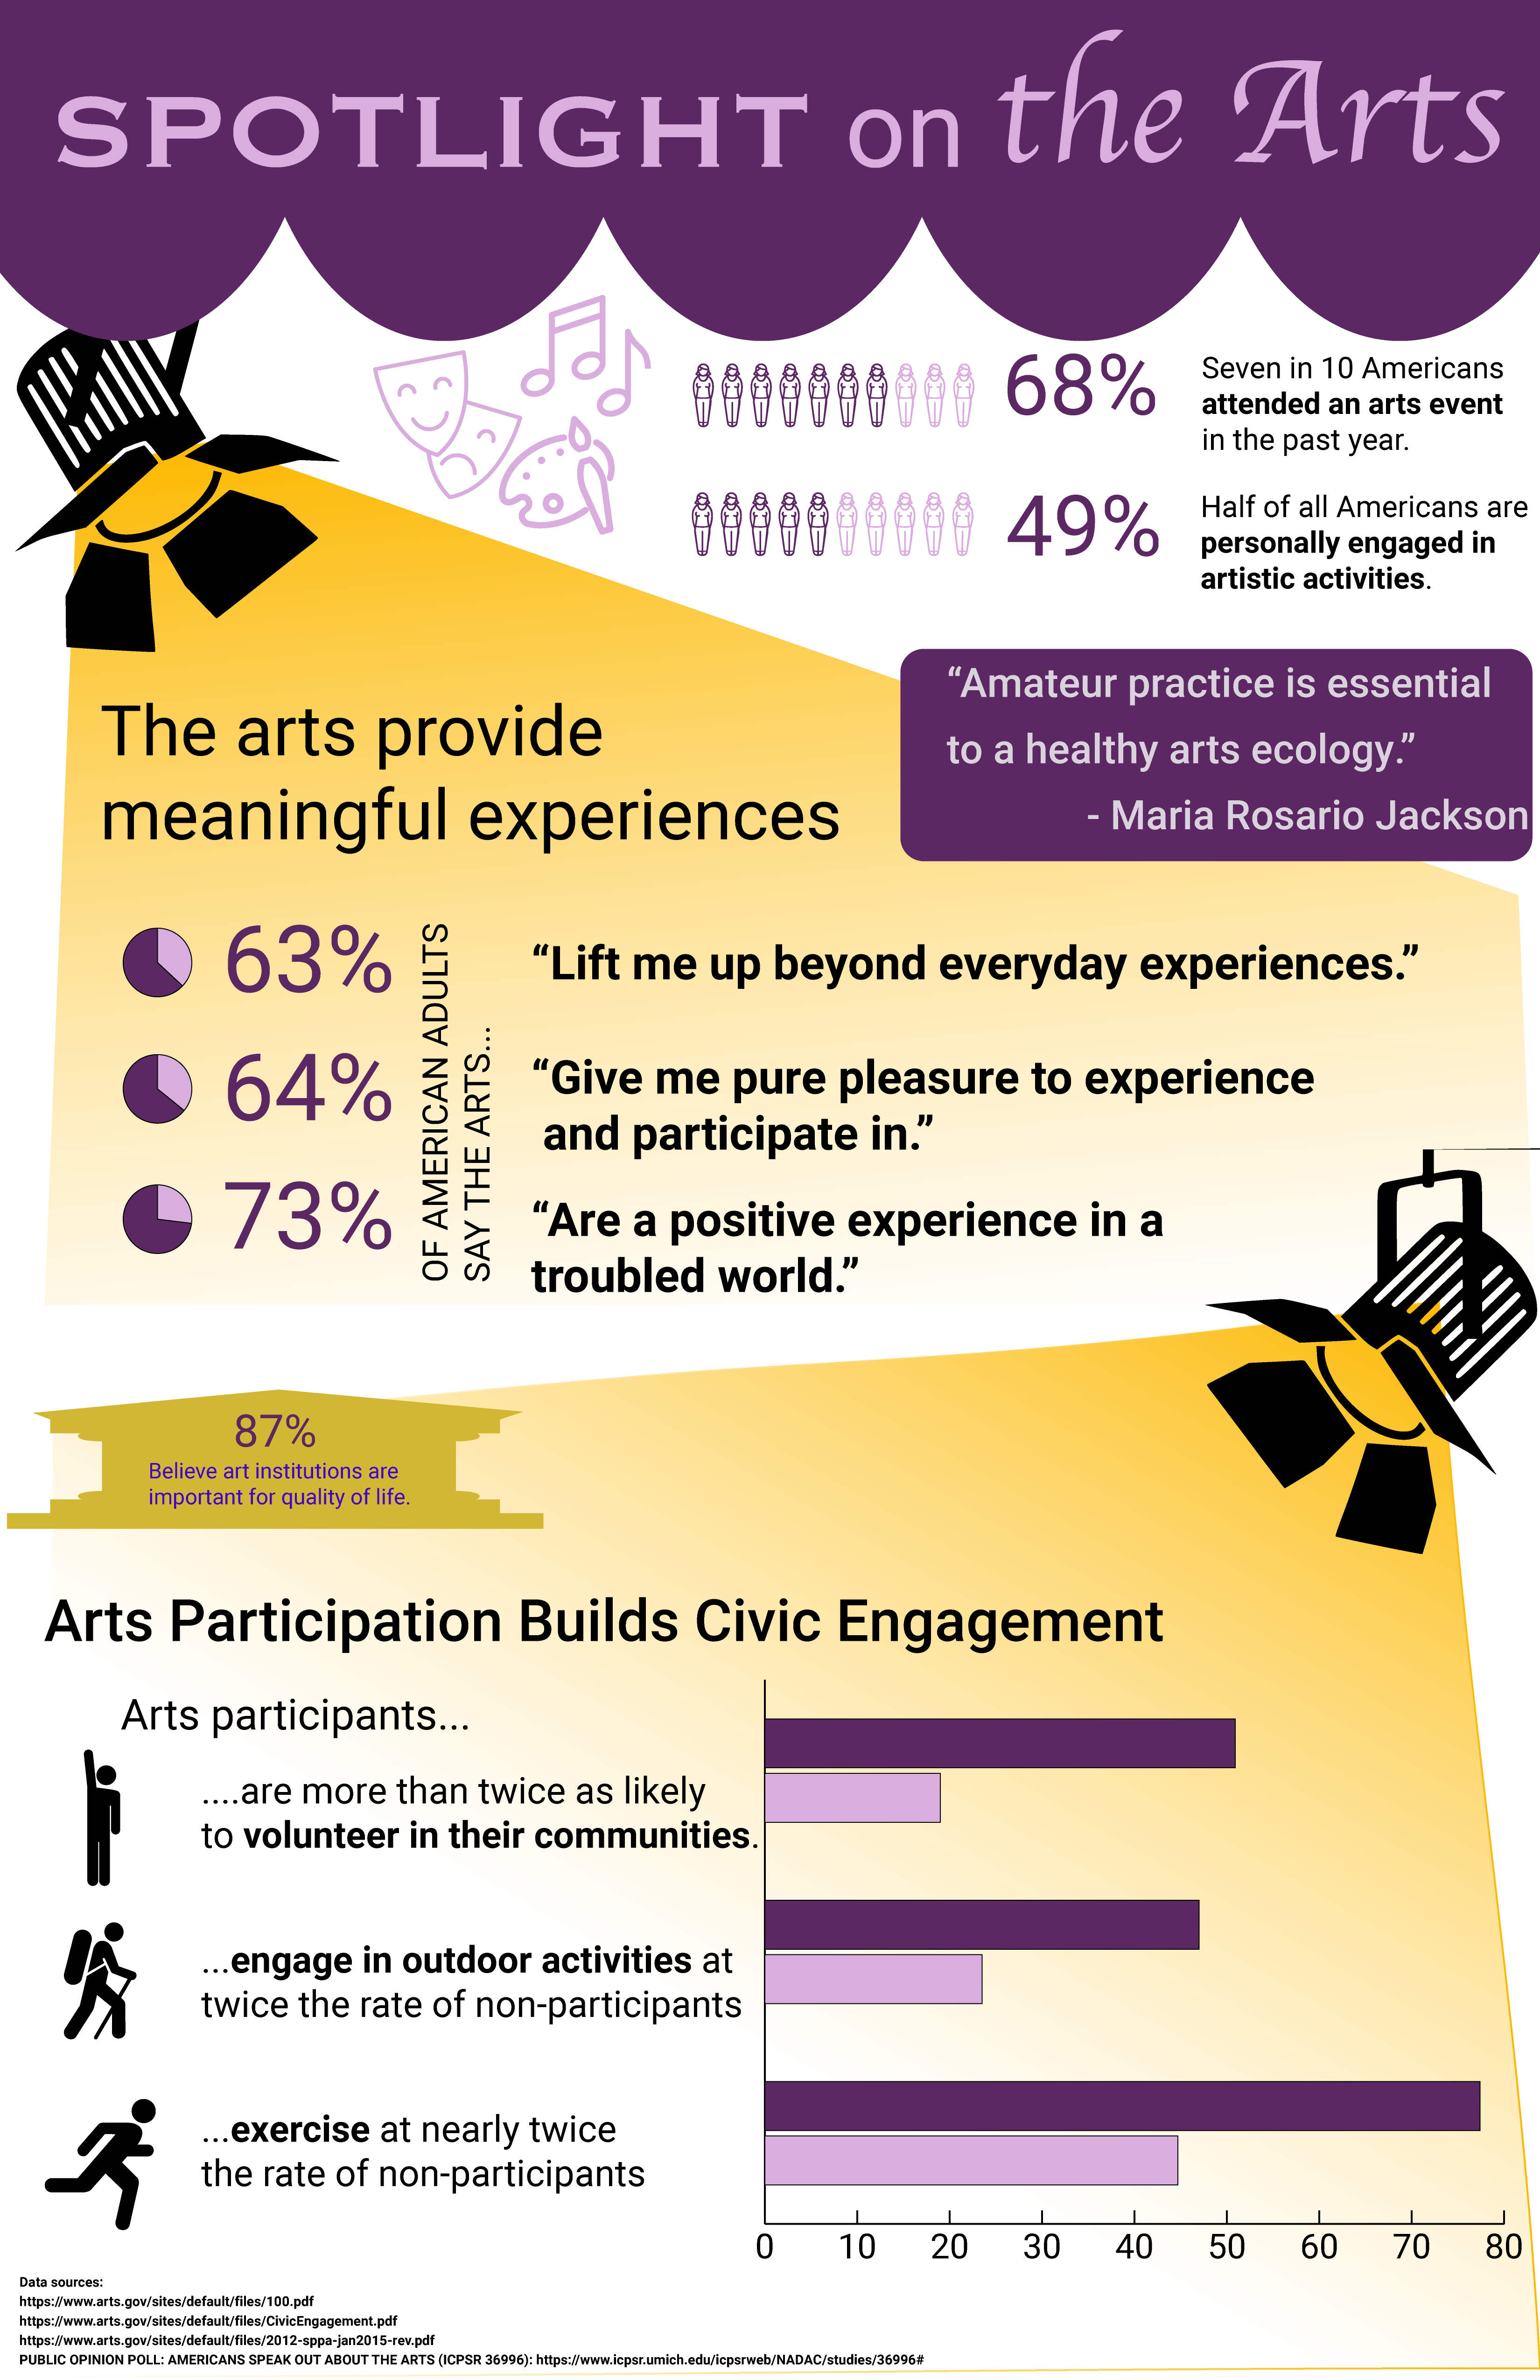 SPOTLIGHT on the Arts
68%
Seven in 10 Americans
attended an arts event
in the past year.
49%
Half of all Americans are
personally engaged in
artistic activities.
“Amateur practice is essential
to a healthy arts ecology.”
- Maria Rosario Jackson
The arts provide
meaningful experiences
63%
64%
73%
OF AMERICAN ADULTS
SAY THE ARTS...
“Lift me up beyond everyday experiences.”
“Give me pure pleasure to experience
and participate in.”
“Are a positive experience in a
troubled world.”
87%
Believe art institutions are
important for quality of life.
Arts Participation Builds Civic Engagement
Arts participants...
....are more than twice as likely
to volunteer in their communities.
...engage in outdoor activities at
twice the rate of non-participants
...exercise at nearly twice
the rate of non-participants
0 10 20 30 40 50 60 70 80
Data sources:
https://www.arts.gov/sites/default/files/100.pdf
https://www.arts.gov/sites/default/files/CivicEngagement.pdf
https://www.arts.gov/sites/default/files/2012-sppa-jan2015-rev.pdf
PUBLIC OPINION POLL: AMERICANS SPEAK OUT ABOUT THE ARTS (ICPSR 36996): https://www.icpsr.umich.edu/icpsrweb/NADAC/studies/36996#